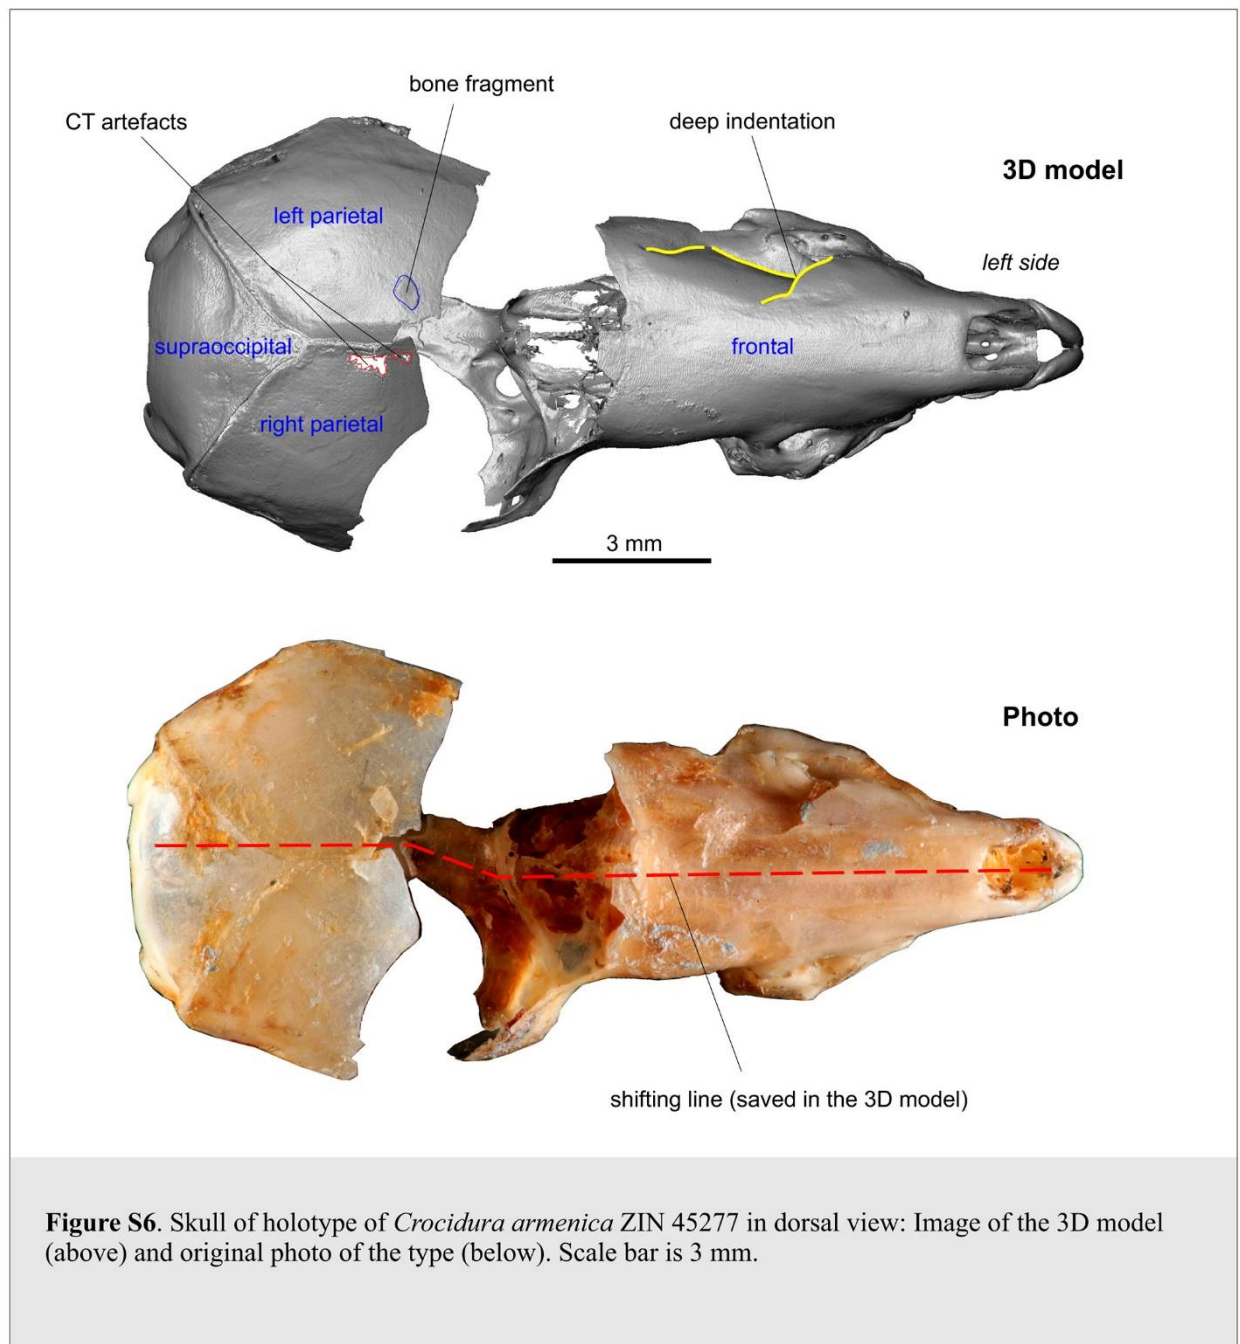 bone fragment
CT artefacts
deep indentation
3D model
left parietal
left side
supraoccipital
frontal
right parietal
3 mm
Photo
shifting line (saved in the 3D model)
Figure S6. Skull of holotype of Crocidura armenica ZIN 45277 in dorsal view: Image of the 3D model
(above) and original photo of the type (below). Scale bar is 3 mm.